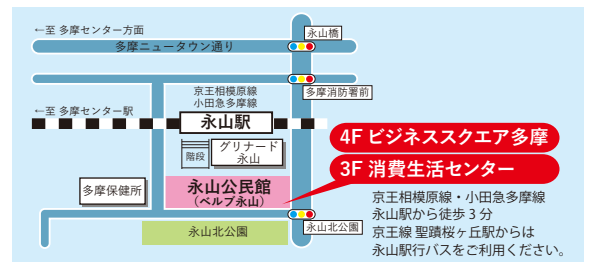 ←至 多摩センター方面
永山橋
多摩ニュータウン通り
京王相模原線
小田急多摩線
多摩消防署前
←至 多摩センター駅
永山駅
4F ビジネススクエア多摩
階段
グリナード
永山
3F 消費生活センター
多摩保健所
永山公民館
（ベルブ永山）
京王相模原線・小田急多摩線
永山駅から徒歩 3 分
京王線 聖蹟桜ヶ丘駅からは
永山駅行バスをご利用ください。
永山北公園
永山北公園